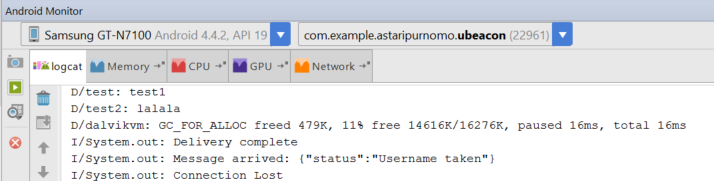 Android Monitor
Samsung GT-N7100 Android 4.4.2, API 19 com.example.astaripurnomo.ubeacon (22961)
logcat Memory CPU GPU Network
D/test: test1
D/test2: lalala
D/dalvikvm: GC_FOR_ALLOC freed 479K, 11% free 14616K/16276K, paused 16ms, total 16ms
I/System.out: Delivery complete
I/System.out: Message arrived: {"status":"Username taken"}
I/System.out: Connection Lost